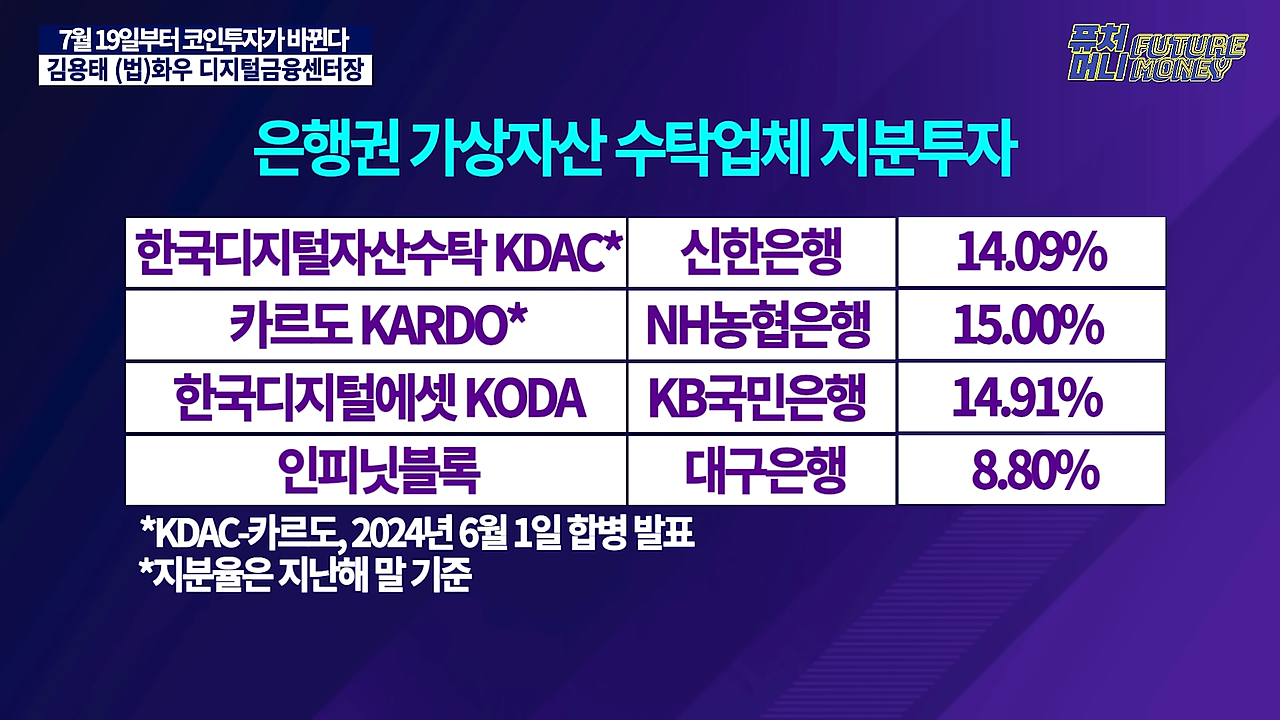 7월 19일부터 코인투자가 바뀐다
김용태 (법)화우 디지털금융센터장
퓨처 FUTURE
머니 MONEY
은행권 가상자산 수탁업체 지분투자
한국디지털자산수탁 KDAC* 신한은행 14.09%
카르도 KARDO* NH농협은행 15.00%
한국디지털에셋 KODA KB국민은행 14.91%
인피닛블록 대구은행 8.80%
*KDAC-카르도, 2024년 6월 1일 합병 발표
*지분율은 지난해 말 기준